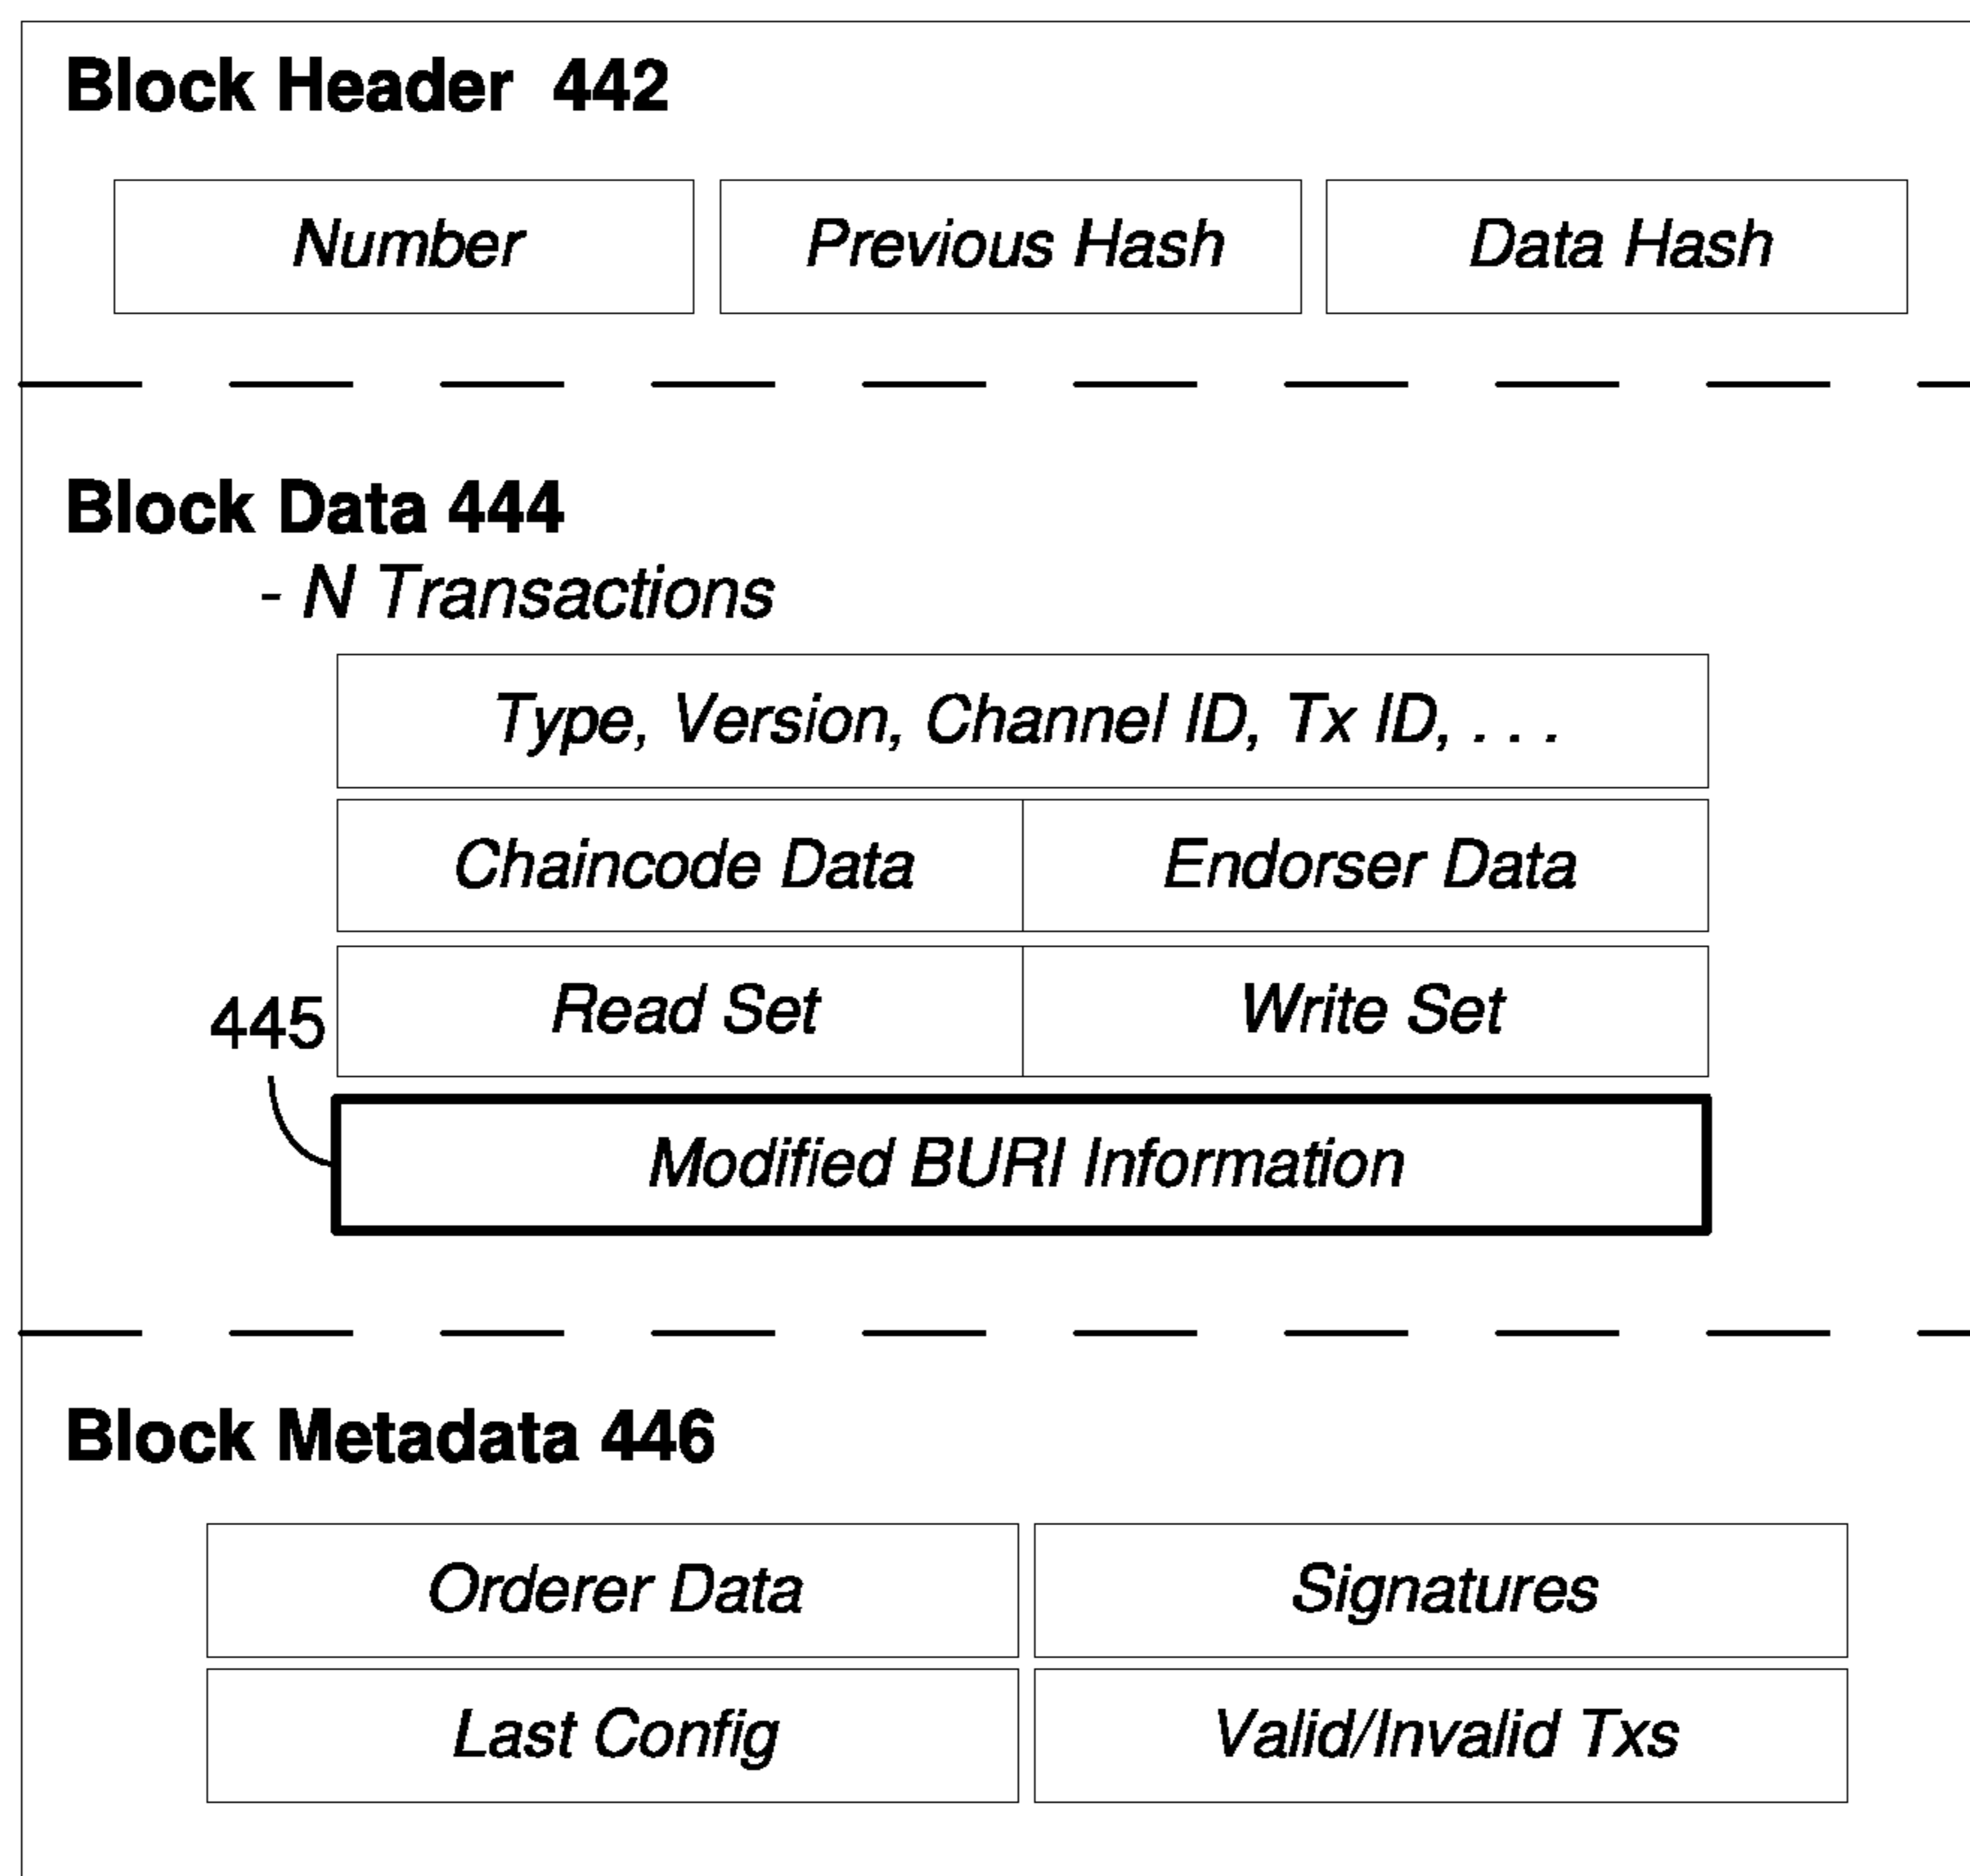 Block Header 442
Number Previous Hash Data Hash
Block Data 444
- N Transactions
Type, Version, Channel ID, Tx ID, . . .
Chaincode Data Endorser Data
445 Read Set Write Set
Modified BURI Information
Block Metadata 446
Orderer Data Signatures
Last Config Valid/Invalid Txs